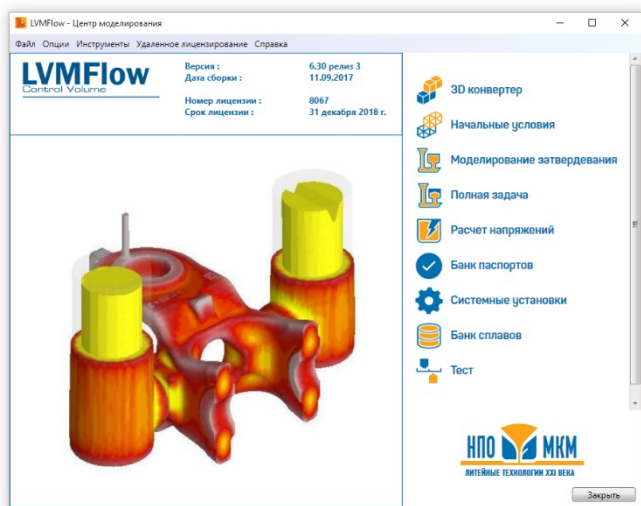 LVMFlow - Центр моделирования
Файл Опции Инструменты Удаленное лицензирование Справка
LVMFlow
Control Volume
Версия : 6.30 релиз 3
Дата сборки : 11.09.2017
Номер лицензии : 8067
Срок лицензии : 31 декабря 2018 г.
3D конвертер
Начальные условия
Моделирование затвердевания
Полная задача
Расчет напряжений
Банк паспортов
Системные установки
Банк сплавов
Тест
НПО МКМ
ЛИТЕЙНЫЕ ТЕХНОЛОГИИ XXI ВЕКА
Закрыть